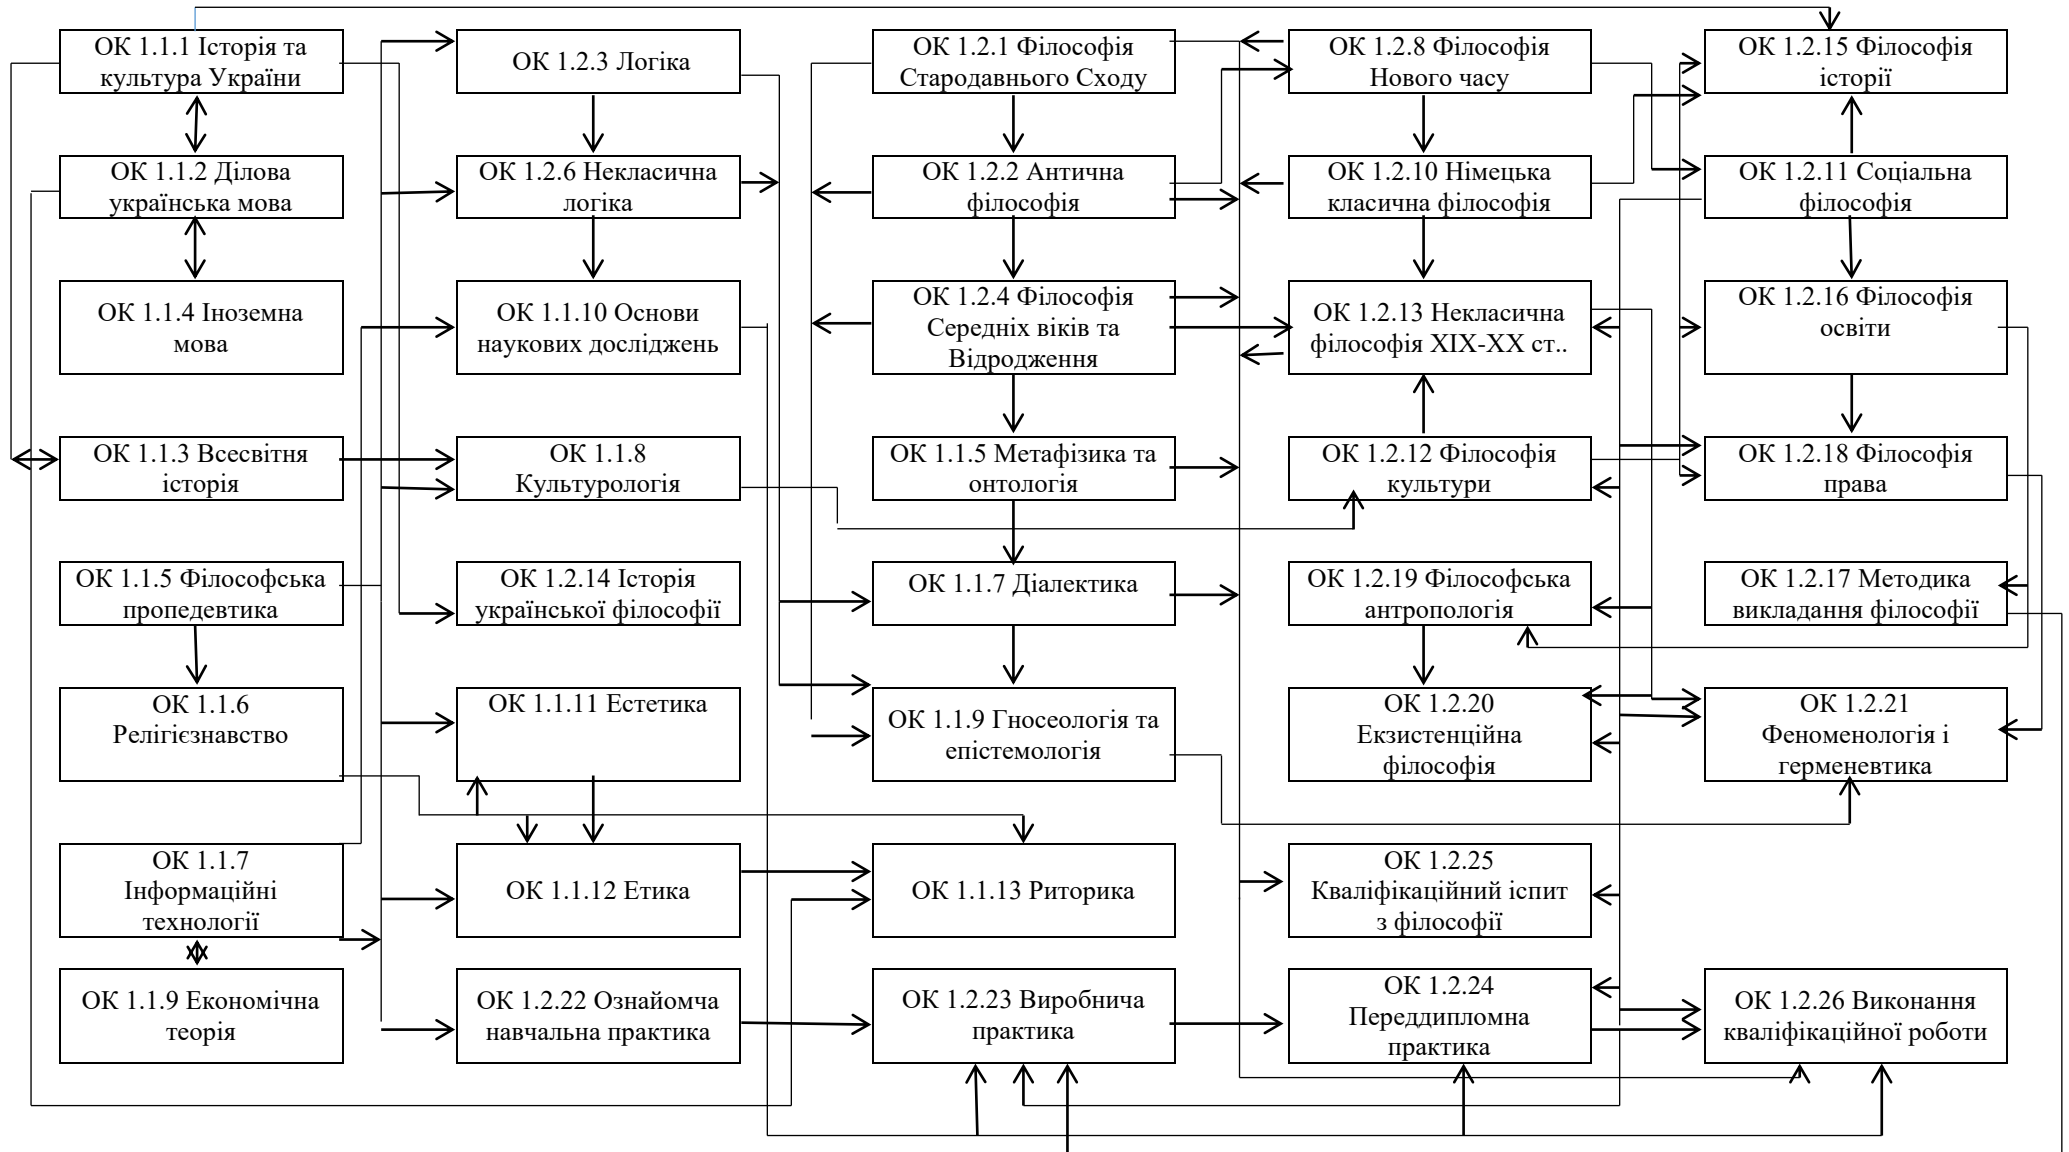 ОК 1.1.1 Історія та
культура України
ОК 1.2.3 Логіка
ОК 1.2.1 Філософія
Стародавнього Сходу
ОК 1.2.8 Філософія
Нового часу
ОК 1.2.15 Філософія
історії
ОК 1.1.2 Ділова
українська мова
ОК 1.2.6 Некласична
логіка
ОК 1.2.2 Антична
філософія
ОК 1.2.10 Німецька
класична філософія
ОК 1.2.11 Соціальна
філософія
ОК 1.1.4 Іноземна
мова
ОК 1.1.10 Основи
наукових досліджень
ОК 1.2.4 Філософія
Середніх віків та
Відродження
ОК 1.2.13 Некласична
філософія ХІХ-ХХ ст..
ОК 1.2.16 Філософія
освіти
ОК 1.1.3 Всесвітня
історія
ОК 1.1.8
Культурологія
ОК 1.1.5 Метафізика та
онтологія
ОК 1.2.12 Філософія
культури
ОК 1.2.18 Філософія
права
ОК 1.1.5 Філософська
пропедевтика
ОК 1.2.14 Історія
української філософії
ОК 1.1.7 Діалектика
ОК 1.2.19 Філософська
антропологія
ОК 1.2.17 Методика
викладання філософії
ОК 1.1.6
Релігієзнавство
ОК 1.1.11 Естетика
ОК 1.1.9 Гносеологія та
епістемологія
ОК 1.2.20
Екзистенційна
філософія
ОК 1.2.21
Феноменологія і
герменевтика
ОК 1.1.7
Інформаційні
технології
ОК 1.1.12 Етика
ОК 1.1.13 Риторика
ОК 1.2.25
Кваліфікаційний іспит
з філософії
ОК 1.1.9 Економічна
теорія
ОК 1.2.22 Ознайомча
навчальна практика
ОК 1.2.23 Виробнича
практика
ОК 1.2.24
Переддипломна
практика
ОК 1.2.26 Виконання
кваліфікаційної роботи